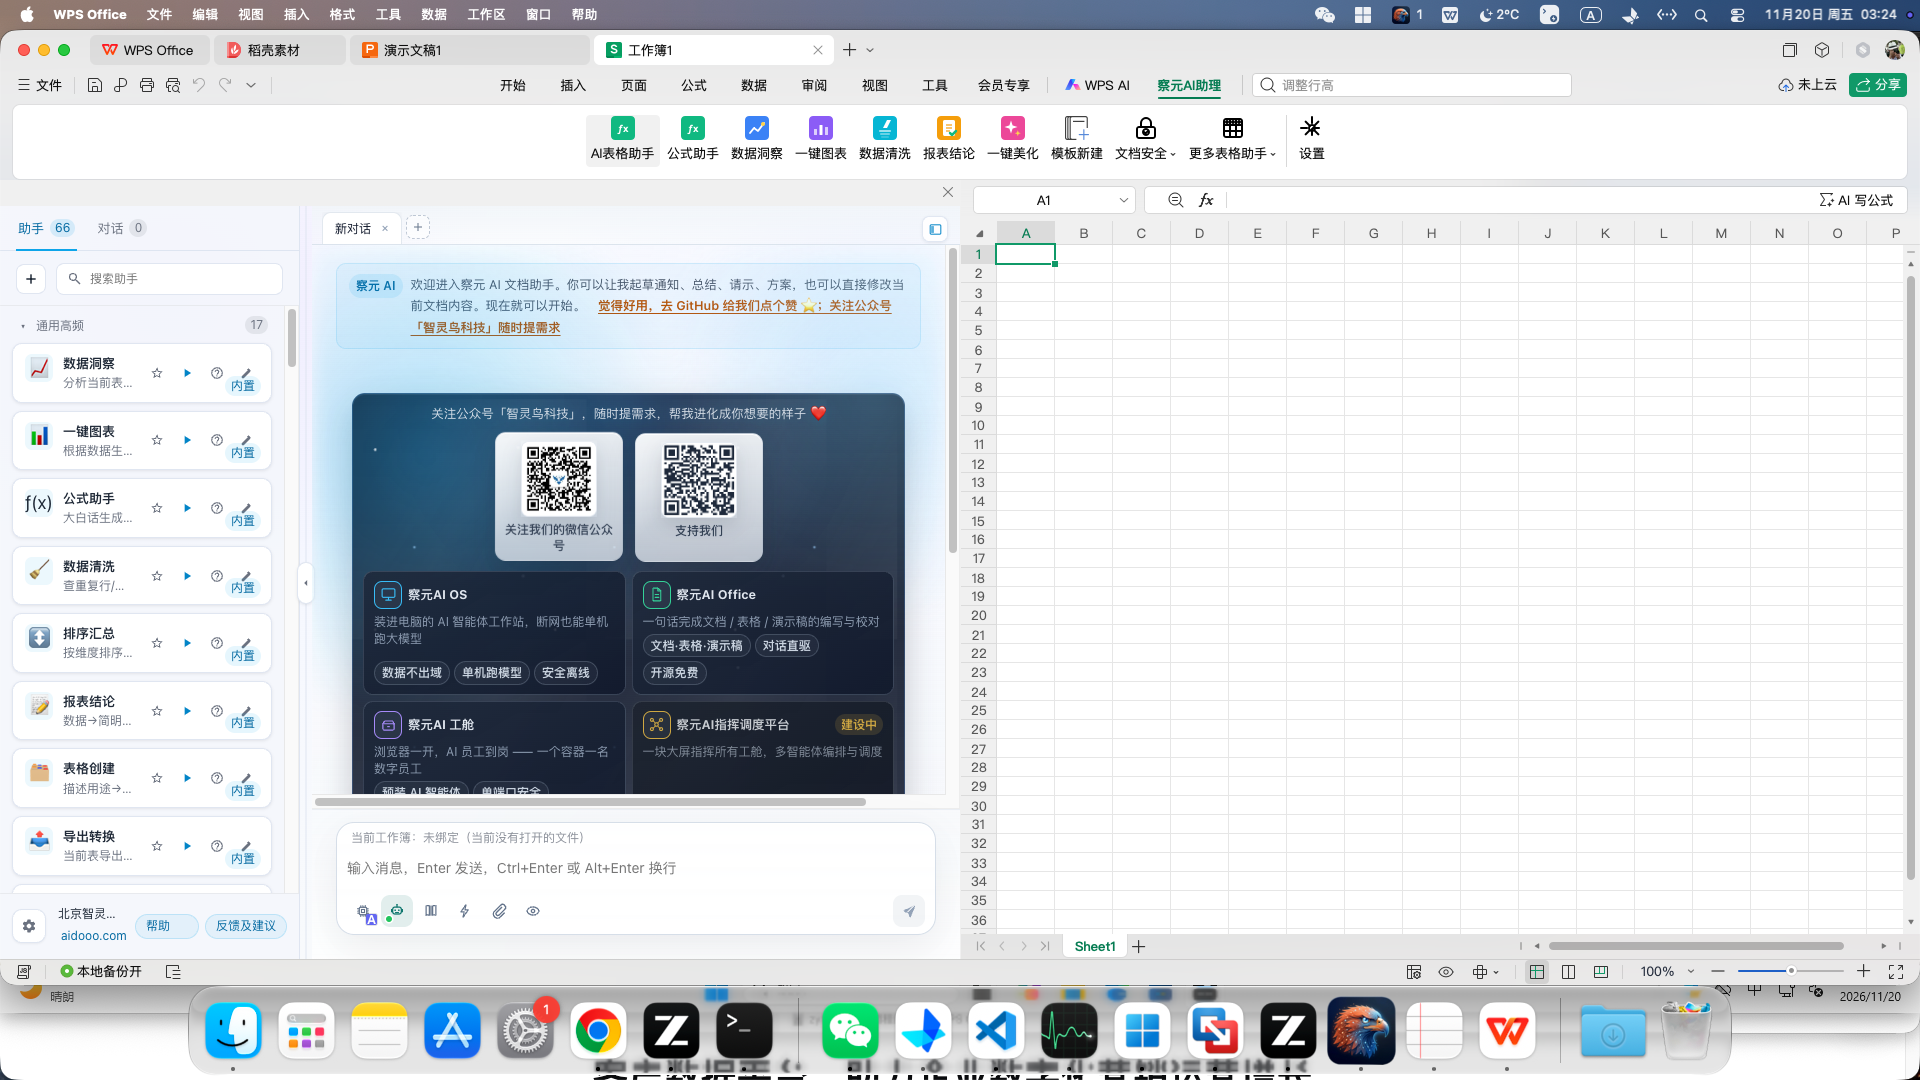 WPS Office 文件 编辑 视图 插入 格式 工具 数据 工作区 窗口 帮助 1 2°C A 11月20日 周五 03:24
WPS Office 稻壳素材 演示文稿1 工作簿1
文件 开始 插入 页面 公式 数据 审阅 视图 工具 会员专享 WPS AI 察元AI助理 调整行高 未上云 分享
AI表格助手 公式助手 数据洞察 一键图表 数据清洗 报表结论 一键美化 模板新建 文档安全 更多表格助手 设置
A1 fx AI 写公式
助手 66 对话 0
新对话 × +
搜索助手
通用高频 17
数据洞察
分析当前表...
内置
一键图表
根据数据生...
内置
f(x) 公式助手
大白话生成...
内置
数据清洗
查重复行/...
内置
排序汇总
按维度排序...
内置
报表结论
数据→简明...
内置
表格创建
描述用途→...
内置
导出转换
当前表导出...
内置
北京智灵...
aidooo.com
帮助 反馈及建议
察元 AI 欢迎进入察元 AI 文档助手。你可以让我起草通知、总结、请示、方案，也可以直接修改当
前文档内容。现在就可以开始。 觉得好用，去 GitHub 给我们点个赞 ⭐；关注公众号
「智灵鸟科技」随时提需求
关注公众号「智灵鸟科技」，随时提需求，帮我进化成你想要的样子 ❤️
关注我们的微信公众
号
支持我们
察元AI OS
装进电脑的 AI 智能体工作站，断网也能单机
跑大模型
数据不出域 单机跑模型 安全离线
察元AI Office
一句话完成文档 / 表格 / 演示稿的编写与校对
文档·表格·演示稿 对话直驱
开源免费
察元AI 工舱
浏览器一开，AI 员工到岗 —— 一个容器一名
数字员工
预装 AI 智能体 单端口安全
察元AI指挥调度平台 建设中
一块大屏指挥所有工舱，多智能体编排与调度
当前工作簿：未绑定（当前没有打开的文件）
输入消息，Enter 发送，Ctrl+Enter 或 Alt+Enter 换行
A B C D E F G H I J K L M N O P
1
2
3
4
5
6
7
8
9
10
11
12
13
14
15
16
17
18
19
20
21
22
23
24
25
26
27
28
29
30
31
32
33
34
35
36
Sheet1
本地备份开 100%
晴朗
2026/11/20
1